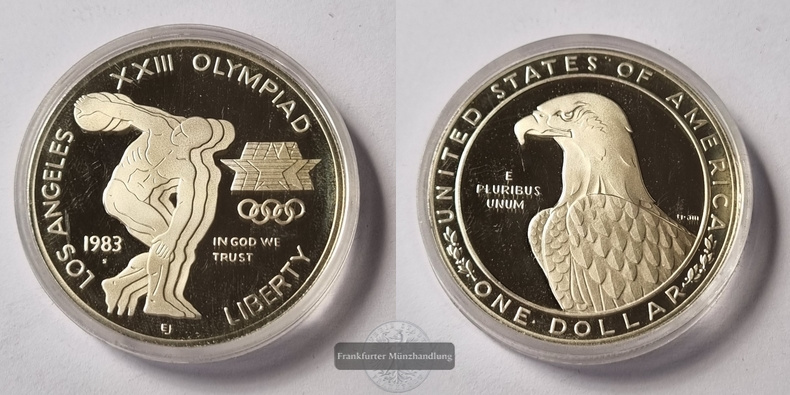 LOS ANGELES XXIII OLYMPIAD
1983
S
IN GOD WE
TRUST
LIBERTY
EJ
UNITED STATES OF AMERICA
E
PLURIBUS
UNUM
ONE DOLLAR
Frankfurter Münzhandlung